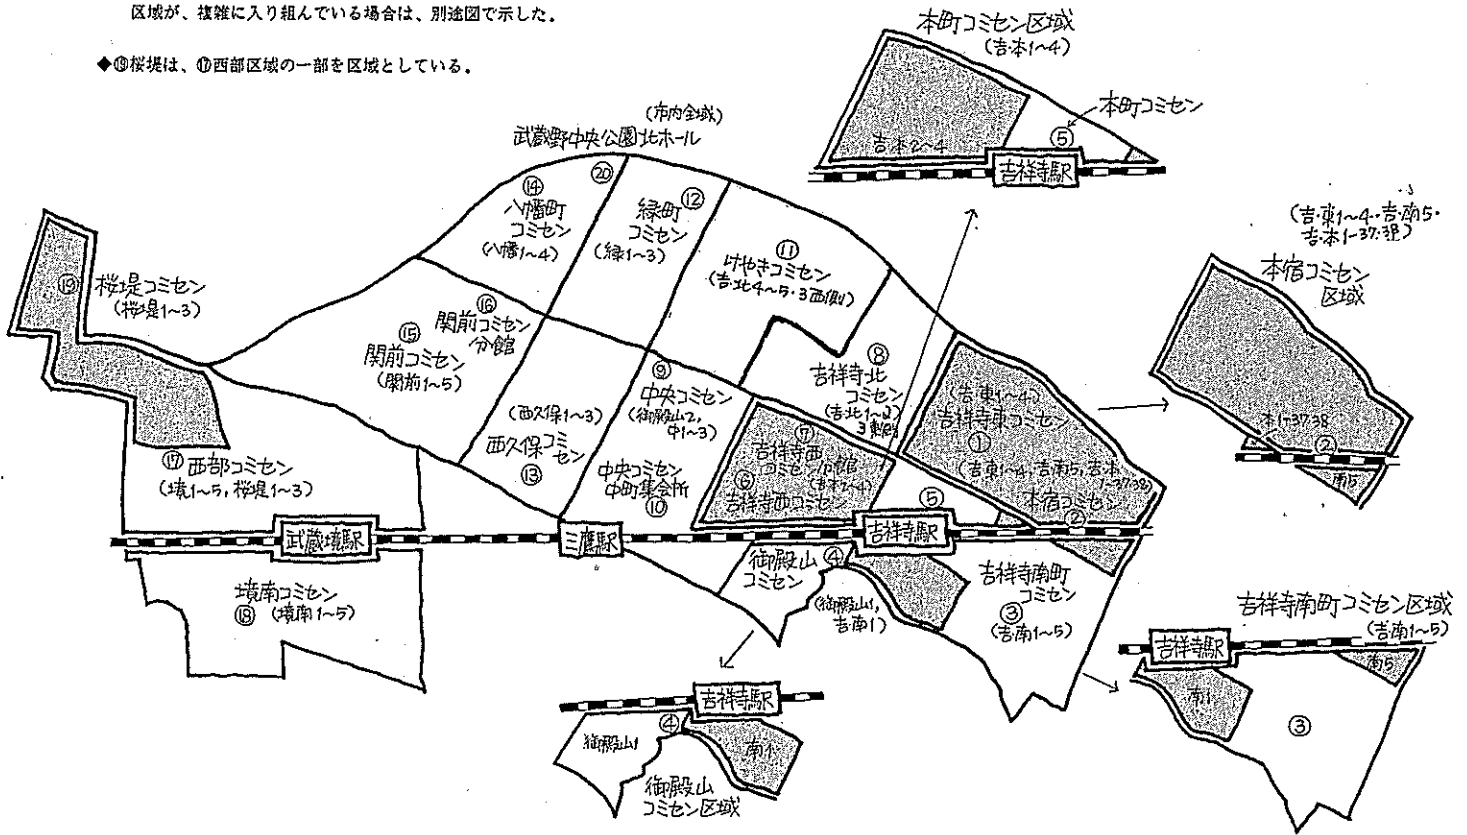 区域が、複雑に入り組んでいる場合は、別途図で示した。
◆⑲桜堤は、⑰西部区域の一部を区域としている。
本町コミセン区域
(吉・本1~4)
本町コミセン
⑤
吉・本2~4
吉祥寺駅
(市内全域)
武蔵野中央公園北ホール
⑳
⑭
八幡町
コミセン
(八幡1~4)
⑫
緑町
コミセン
(緑1~3)
⑪
けやきコミセン
(吉・北4~5・3西側)
(吉・東1~4・吉・南5・
本宿コミセン
区域
本1-37・38
②
南5
⑲
桜堤コミセン
(桜堤1~3)
⑯
関前コミセン
分館
⑮
関前コミセン
(関前1~5)
⑧
吉祥寺北
コミセン
(吉・北1~2)
⑨
中央コミセン
(御殿山2,
中1~3)
(西久保1~3)
西久保コミ
セン
⑬
中央コミセン
中町集会所
⑩
⑦
吉祥寺西
コミセン分館
(吉・本2~4)
⑥
吉祥寺西コミセン
(吉・東1~4)
吉祥寺東コミセン
①
(吉・東1~4・吉・南5,吉・本
1-37・38)
本宿コミセン
②
⑤
⑰
西部コミセン
(境1~5,桜堤1~3)
武蔵境駅
三鷹駅
吉祥寺駅
境南コミセン
⑱
(境南1~5)
御殿山
コミセン
④
(御殿山1,
吉・南1)
吉祥寺南町
コミセン
③
(吉・南1~5)
吉祥寺南町コミセン区域
(吉・南1~5)
吉祥寺駅
南5
南1
③
吉祥寺駅
④
御殿山1
南1
御殿山
コミセン区域